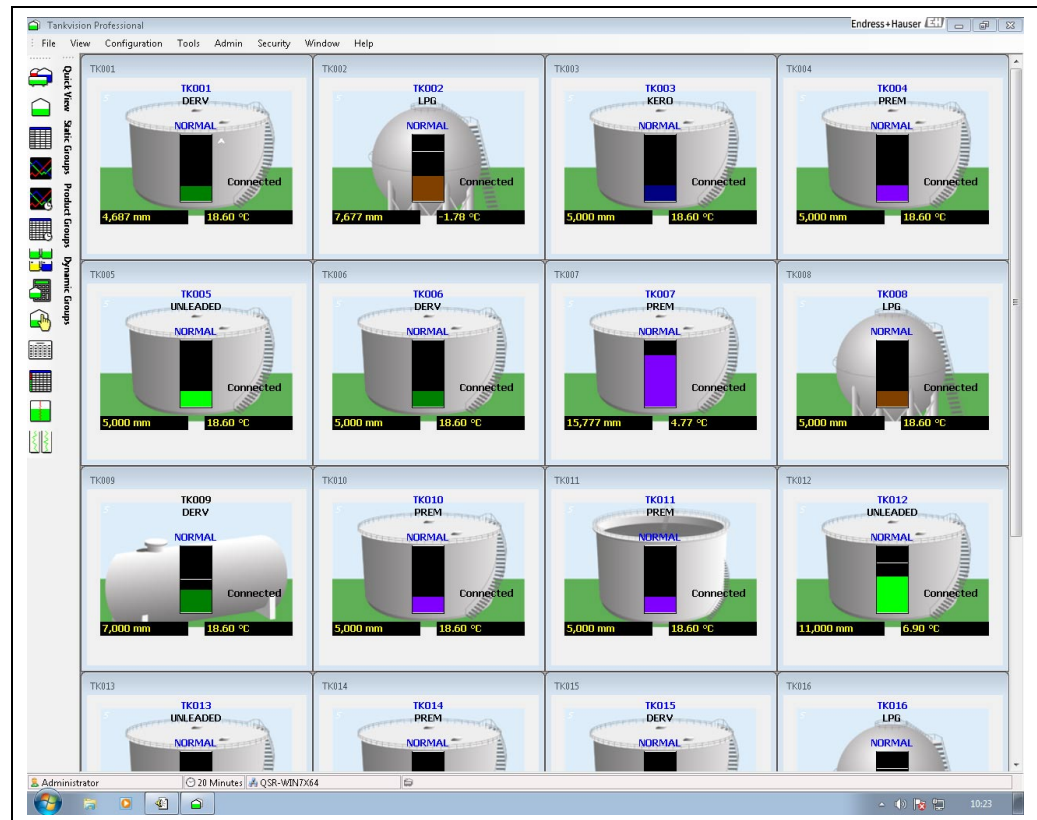 Tankvision Professional
Endress+Hauser EH
File View Configuration Tools Admin Security Window Help
Quick View Static Groups Product Groups Dynamic Groups
TK001
TK001
DERV
NORMAL
Connected
4,687 mm 18.60 °C
TK002
TK002
LPG
NORMAL
Connected
7,677 mm -1.78 °C
TK003
TK003
KERO
NORMAL
Connected
5,000 mm 18.60 °C
TK004
TK004
PREM
NORMAL
Connected
5,000 mm 18.60 °C
TK005
TK005
UNLEADED
NORMAL
Connected
5,000 mm 18.60 °C
TK006
TK006
DERV
NORMAL
Connected
5,000 mm 18.60 °C
TK007
TK007
PREM
NORMAL
Connected
15,777 mm 4.77 °C
TK008
TK008
LPG
NORMAL
Connected
5,000 mm 18.60 °C
TK009
TK009
DERV
NORMAL
Connected
7,000 mm 18.60 °C
TK010
TK010
PREM
NORMAL
Connected
5,000 mm 18.60 °C
TK011
TK011
PREM
NORMAL
Connected
5,000 mm 18.60 °C
TK012
TK012
UNLEADED
NORMAL
Connected
11,000 mm 6.90 °C
TK013
TK013
UNLEADED
NORMAL
TK014
TK014
PREM
NORMAL
TK015
TK015
DERV
NORMAL
TK016
TK016
LPG
NORMAL
Administrator 20 Minutes QSR-WIN7X64
10:23